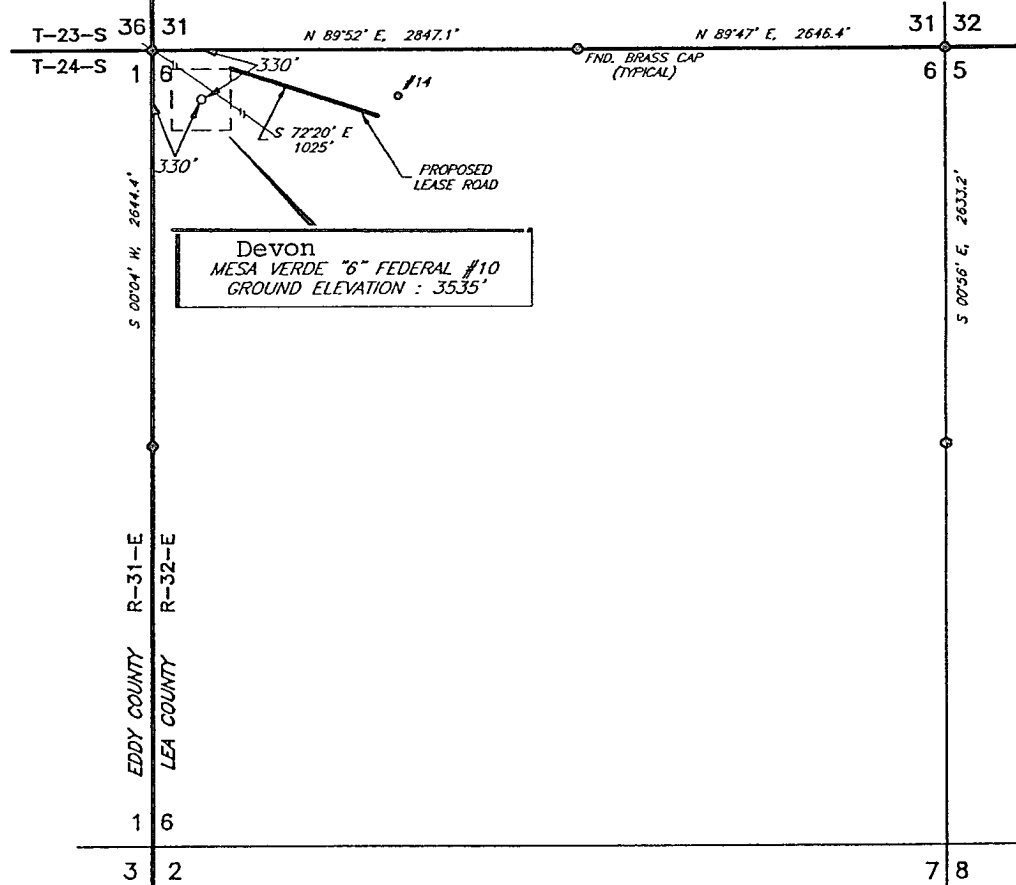 T-23-S 36 31 N 89°52' E, 2847.1' N 89°47' E, 2646.4' 31 32
T-24-S 1 6 330' #14 FND. BRASS CAP 6 5
(TYPICAL)
S 72°20' E
1025'
330'
PROPOSED
LEASE ROAD
S 00°04' W, 2644.4'
S 00°56' E, 2633.2'
Devon
MESA VERDE "6" FEDERAL #10
GROUND ELEVATION : 3535'
R-31-E
R-32-E
EDDY COUNTY
LEA COUNTY
1 6
3 2 7 8